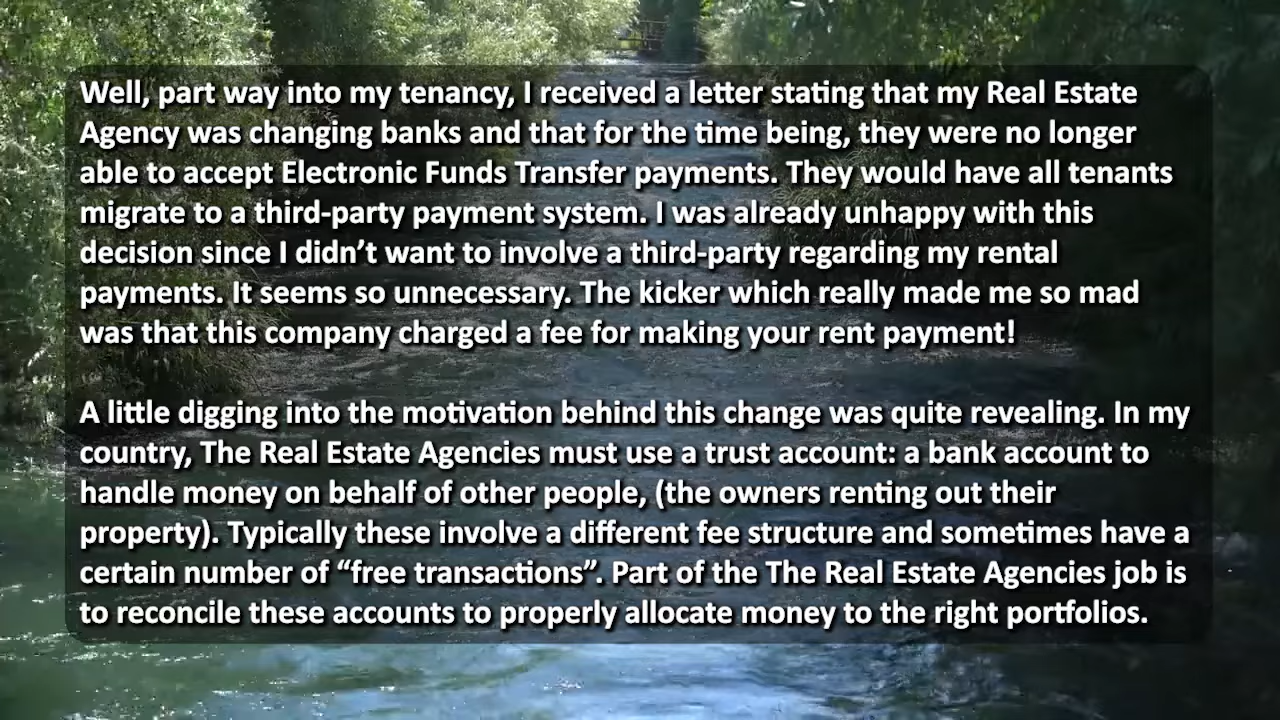 Well, part way into my tenancy, I received a letter stating that my Real Estate
Agency was changing banks and that for the time being, they were no longer
able to accept Electronic Funds Transfer payments. They would have all tenants
migrate to a third-party payment system. I was already unhappy with this
decision since I didn’t want to involve a third-party regarding my rental
payments. It seems so unnecessary. The kicker which really made me so mad
was that this company charged a fee for making your rent payment!
A little digging into the motivation behind this change was quite revealing. In my
country, The Real Estate Agencies must use a trust account: a bank account to
handle money on behalf of other people, (the owners renting out their
property). Typically these involve a different fee structure and sometimes have a
certain number of “free transactions”. Part of the The Real Estate Agencies job is
to reconcile these accounts to properly allocate money to the right portfolios.